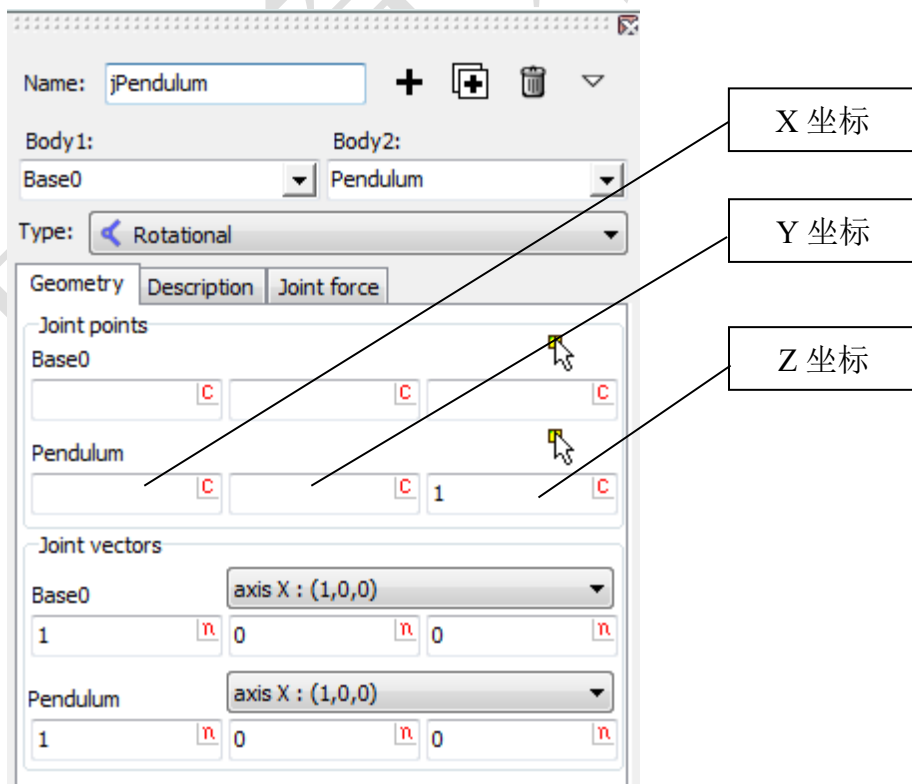 Name: jPendulum
X 坐标
Body1: Body2:
Base0 Pendulum
Y 坐标
Type: Rotational
Geometry Description Joint force
Joint points
Base0
Z 坐标
C C C
Pendulum
C C 1 C
Joint vectors
Base0 axis X : (1,0,0)
1 n 0 n 0 n
Pendulum axis X : (1,0,0)
1 n 0 n 0 n